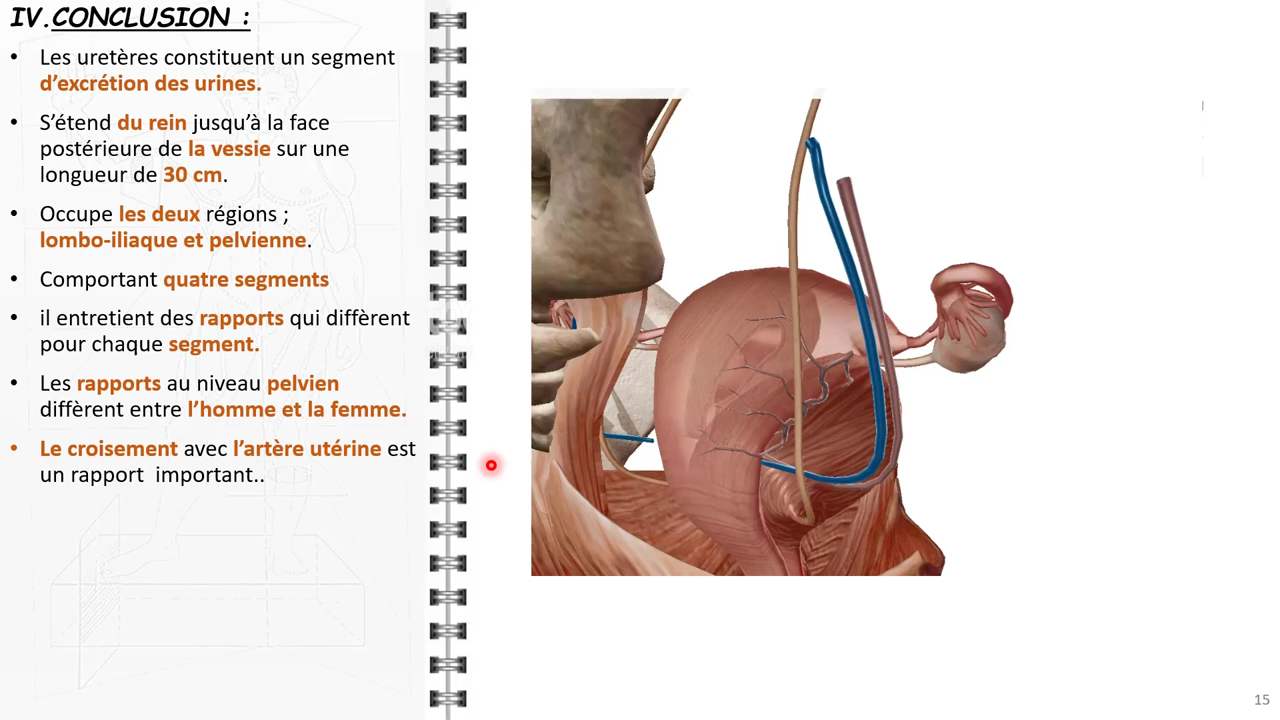 IV.CONCLUSION :
• Les uretères constituent un segment
d’excrétion des urines.
• S’étend du rein jusqu’à la face
postérieure de la vessie sur une
longueur de 30 cm.
• Occupe les deux régions ;
lombo-iliaque et pelvienne.
• Comportant quatre segments
• il entretient des rapports qui diffèrent
pour chaque segment.
• Les rapports au niveau pelvien
diffèrent entre l’homme et la femme.
• Le croisement avec l’artère utérine est
un rapport important..
15